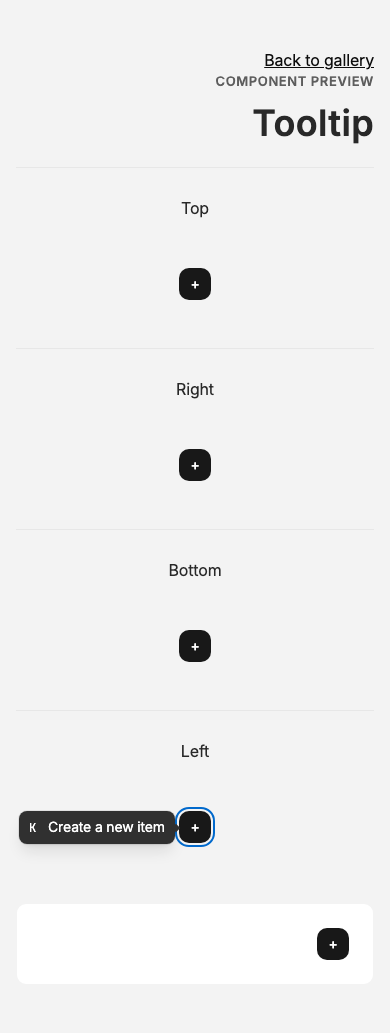 Back to gallery
COMPONENT PREVIEW
Tooltip
Top
+
Right
+
Bottom
+
Left
K Create a new item +
+